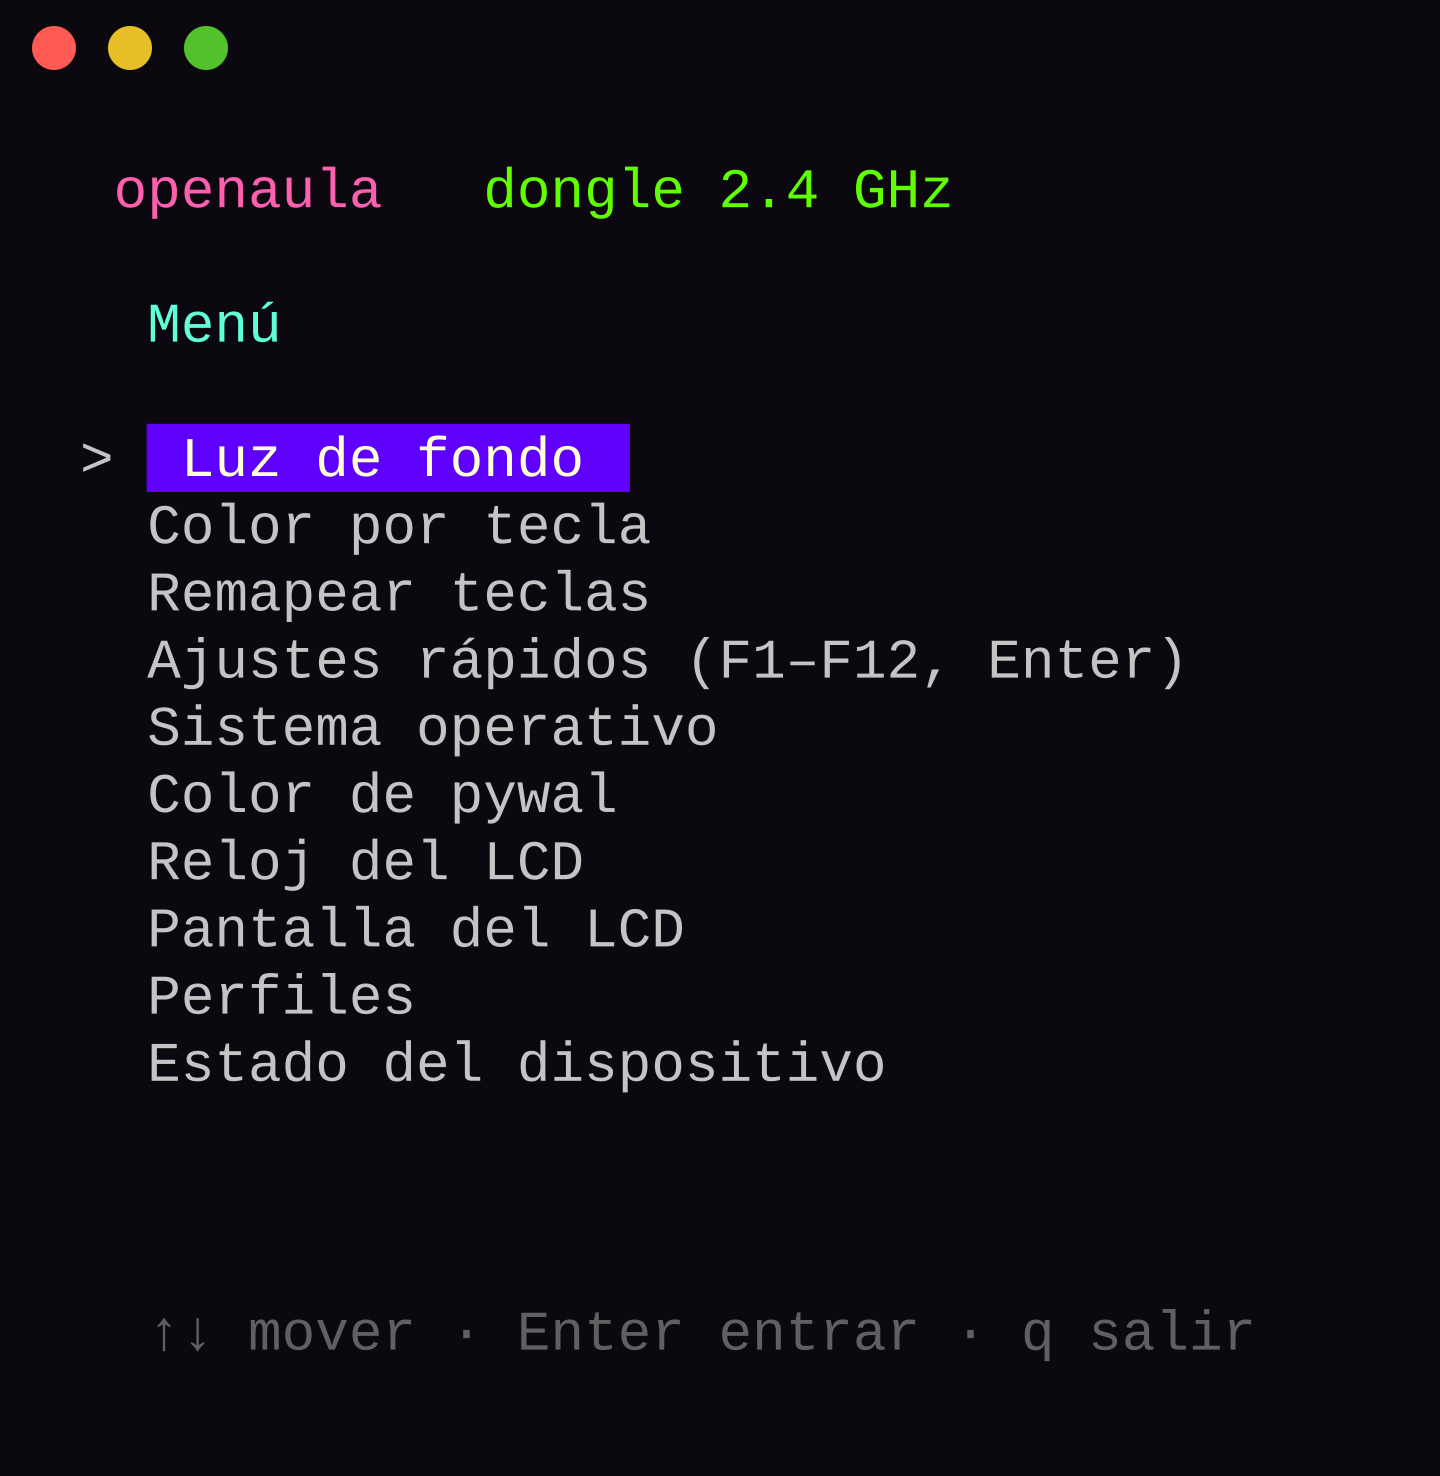 openaula   dongle 2.4 GHz
Menú
> Luz de fondo
Color por tecla
Remapear teclas
Ajustes rápidos (F1–F12, Enter)
Sistema operativo
Color de pywal
Reloj del LCD
Pantalla del LCD
Perfiles
Estado del dispositivo
↑↓ mover · Enter entrar · q salir